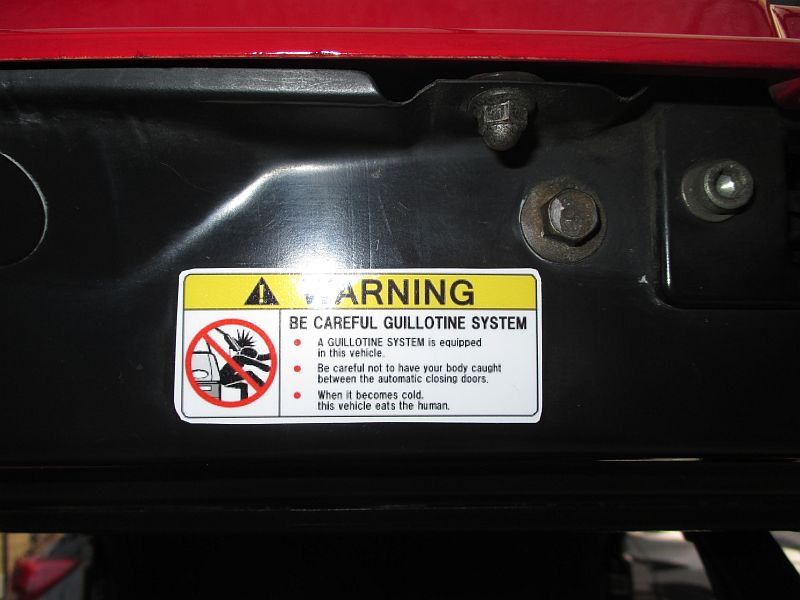 WARNING
BE CAREFUL GUILLOTINE SYSTEM
A GUILLOTINE SYSTEM is equipped
in this vehicle.
Be careful not to have your body caught
between the automatic closing doors.
When it becomes cold.
this vehicle eats the human.